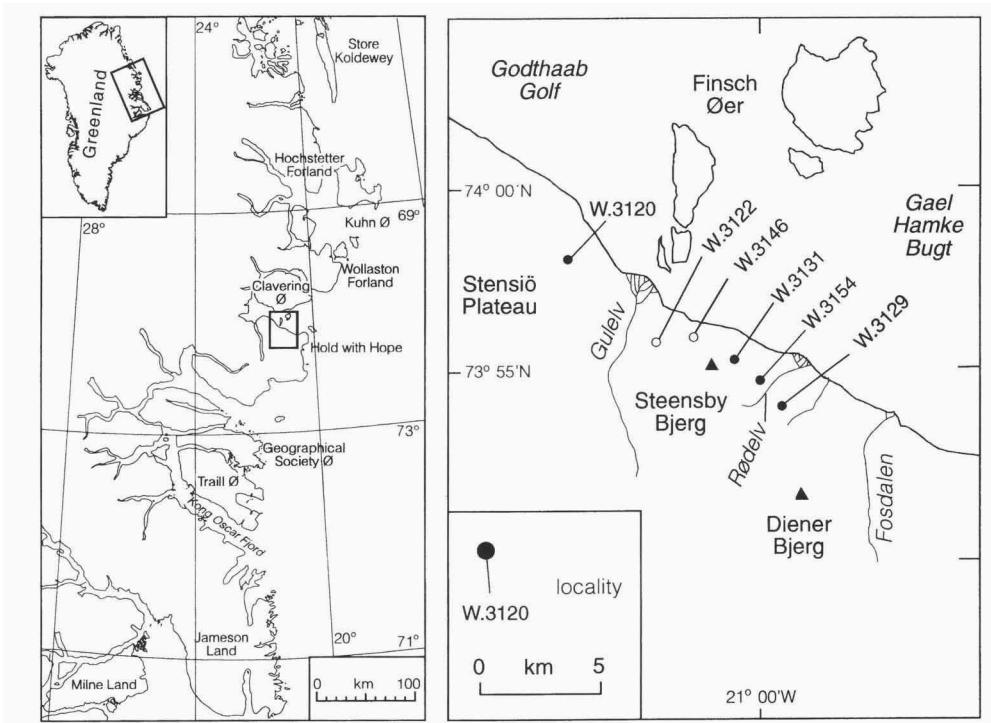 Greenland
24°
Store
Koldewey
Hochstetter
Forland
28°
69°
Kuhn Ø
Wollaston
Forland
Clavering
Ø
Hold with Hope
73°
Geographical
Society Ø
Traill Ø
Kong Oscar Fjord
Jameson
Land
20°
71°
Milne Land
0 km 100
Godthaab
Golf
Finsch
Øer
74° 00´N
W.3120
W.3122
W.3146
Gael
Hamke
Bugt
Stensiö
Plateau
W.3131
W.3154
W.3129
Gulelv
73° 55´N
Steensby
Bjerg
Rødelv
Fosdalen
Diener
Bjerg
locality
W.3120
0 km 5
21° 00´W